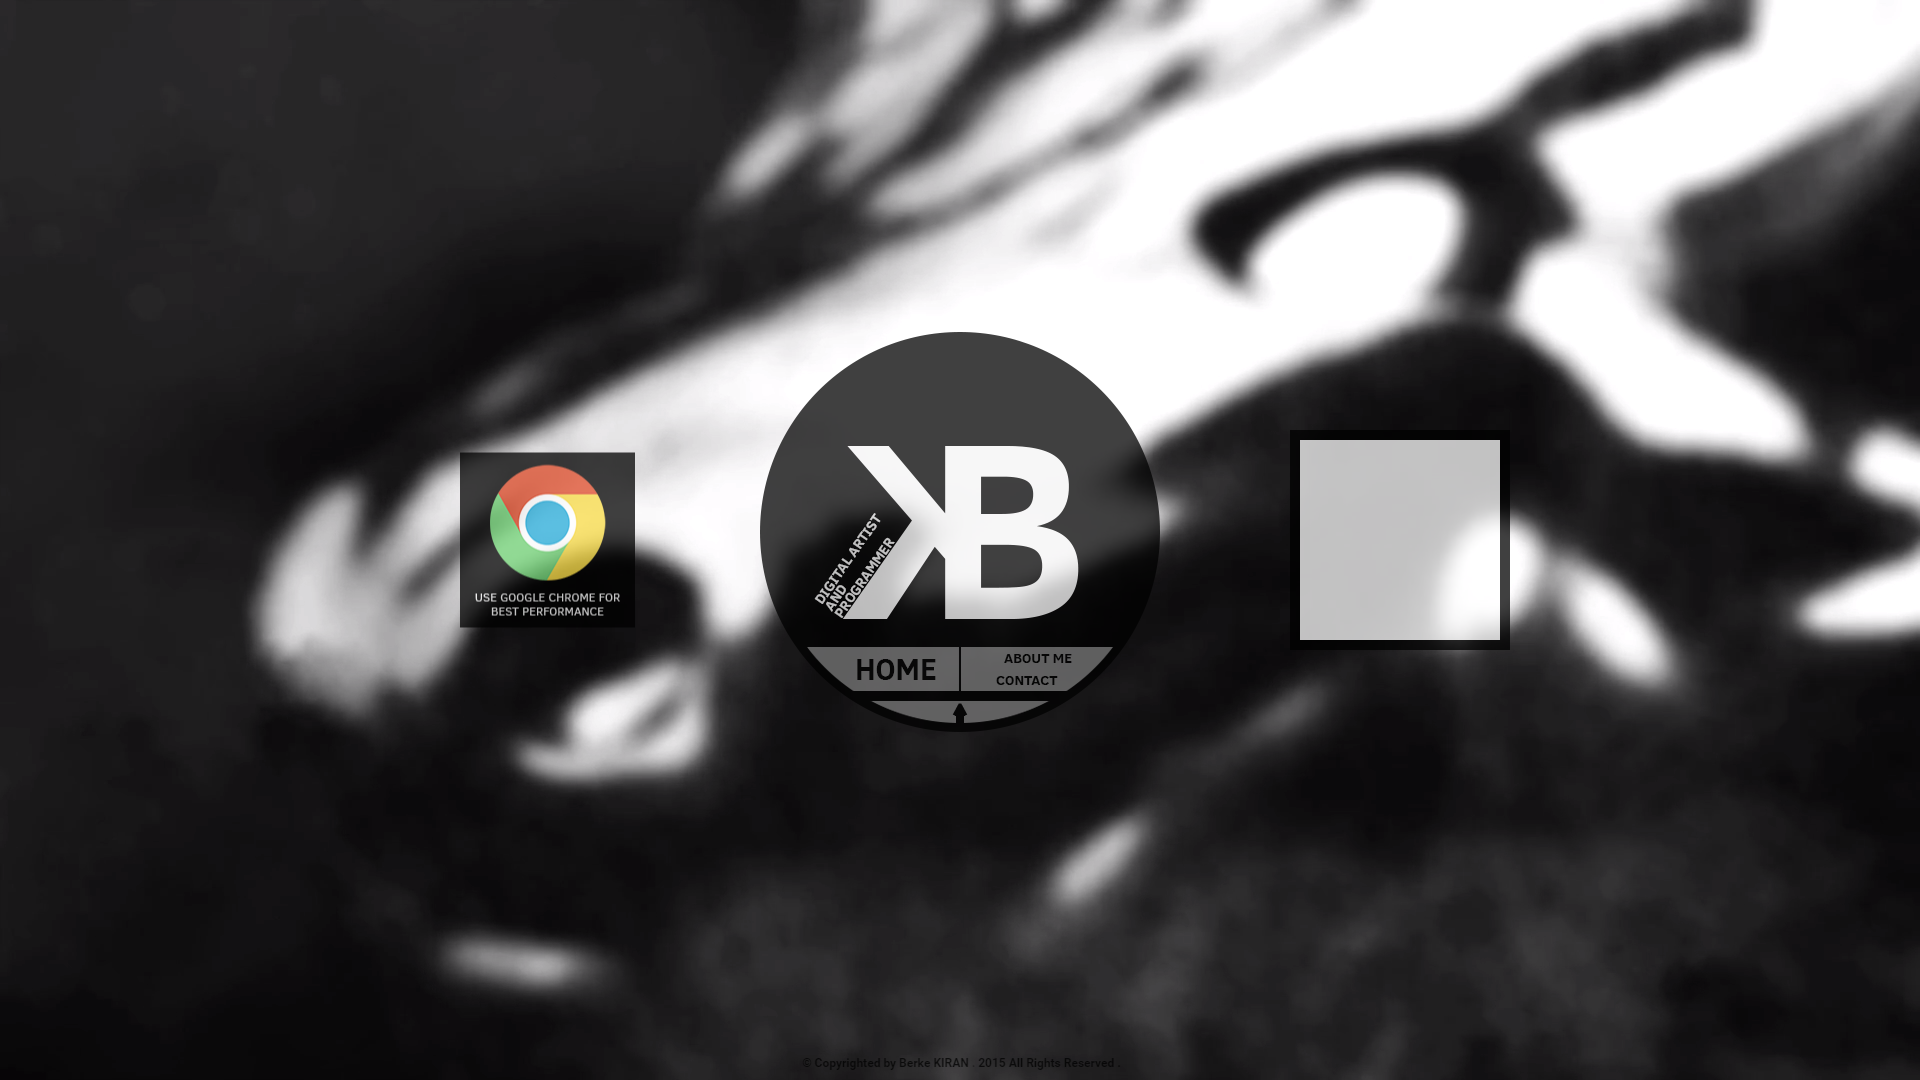 KB
DIGITAL ARTIST
AND
PROGRAMMER
USE GOOGLE CHROME FOR
BEST PERFORMANCE
HOME
ABOUT ME
CONTACT
© Copyrighted by Berke KIRAN . 2015 All Rights Reserved .